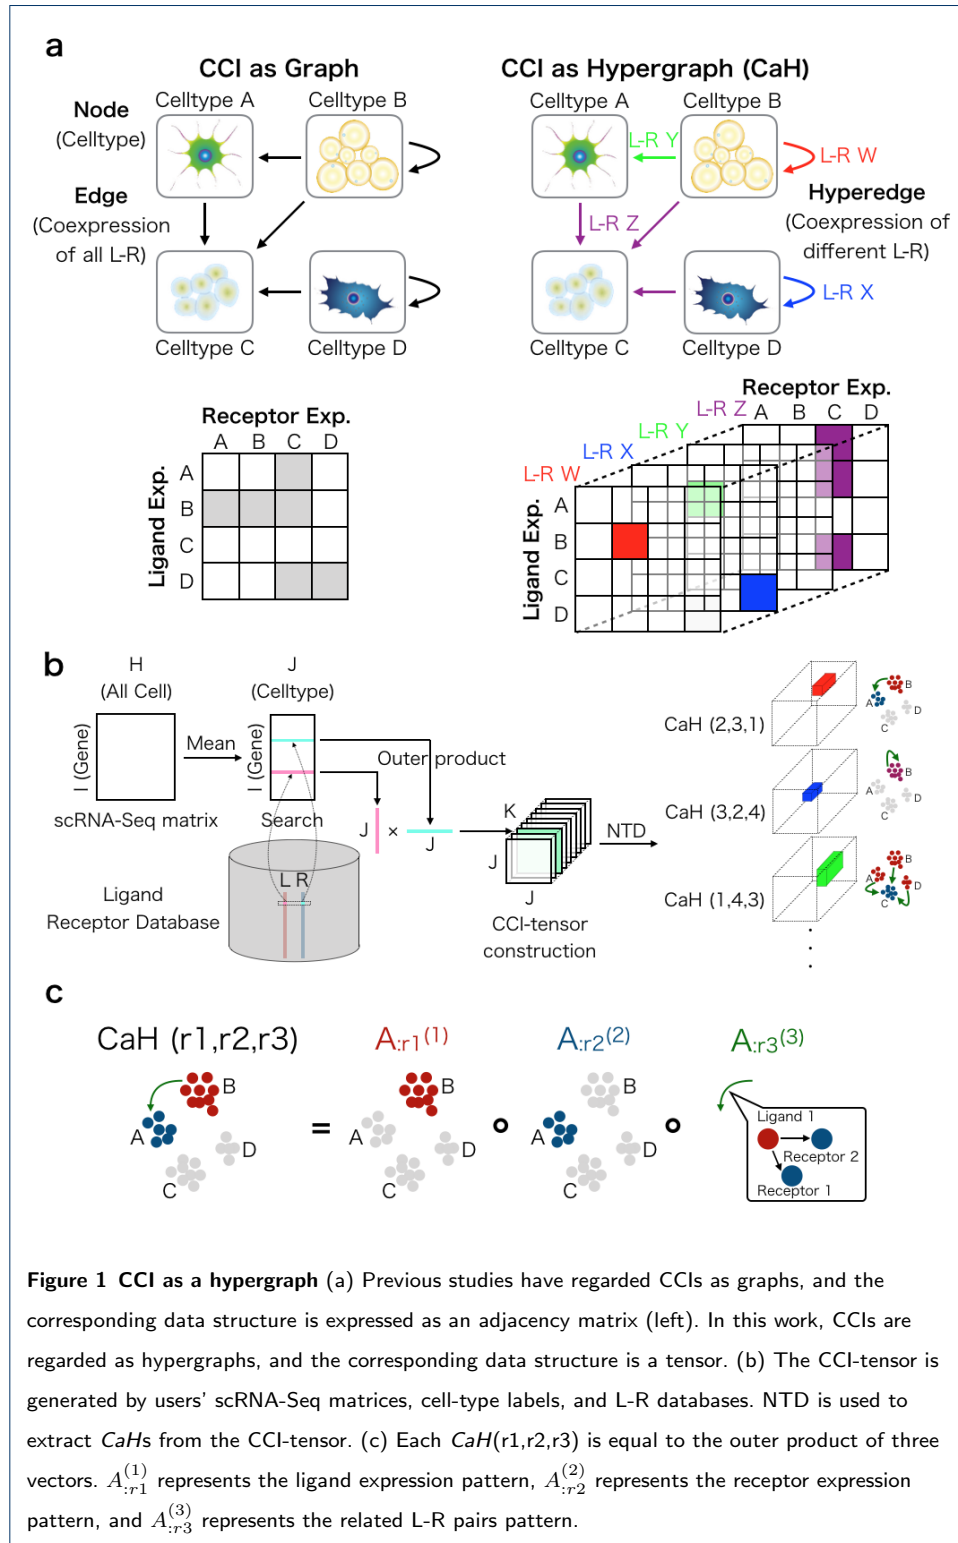 a
CCI as Graph
CCI as Hypergraph (CaH)
Celltype A
Celltype B
Celltype A
Celltype B
Node
(Celltype)
L-R Y
L-R W
Edge
(Coexpression
of all L-R)
L-R Z
Hyperedge
(Coexpression of
different L-R)
L-R X
Celltype C
Celltype D
Celltype C
Celltype D
Receptor Exp.
A B C D
Ligand Exp.
A
B
C
D
Receptor Exp.
L-R Z
A B C D
L-R Y
L-R X
L-R W
Ligand Exp.
A
B
C
D
b
H
(All Cell)
J
(Celltype)
I (Gene)
Mean
I (Gene)
Outer product
scRNA-Seq matrix
Search
J
×
J
K
J
J
NTD
L R
Ligand
Receptor Database
CCI-tensor
construction
CaH (2,3,1)
B
A
D
C
CaH (3,2,4)
B
A
D
C
CaH (1,4,3)
B
A
D
C
c
CaH (r1,r2,r3)
A:r1(1)
A:r2(2)
A:r3(3)
B
A
D
C
=
B
A
D
C
B
A
D
C
Ligand 1
Receptor 2
Receptor 1
Figure 1 CCI as a hypergraph (a) Previous studies have regarded CCIs as graphs, and the
corresponding data structure is expressed as an adjacency matrix (left). In this work, CCIs are
regarded as hypergraphs, and the corresponding data structure is a tensor. (b) The CCI-tensor is
generated by users' scRNA-Seq matrices, cell-type labels, and L-R databases. NTD is used to
extract CaHs from the CCI-tensor. (c) Each CaH(r1,r2,r3) is equal to the outer product of three
vectors. A:r1(1) represents the ligand expression pattern, A:r2(2) represents the receptor expression
pattern, and A:r3(3) represents the related L-R pairs pattern.